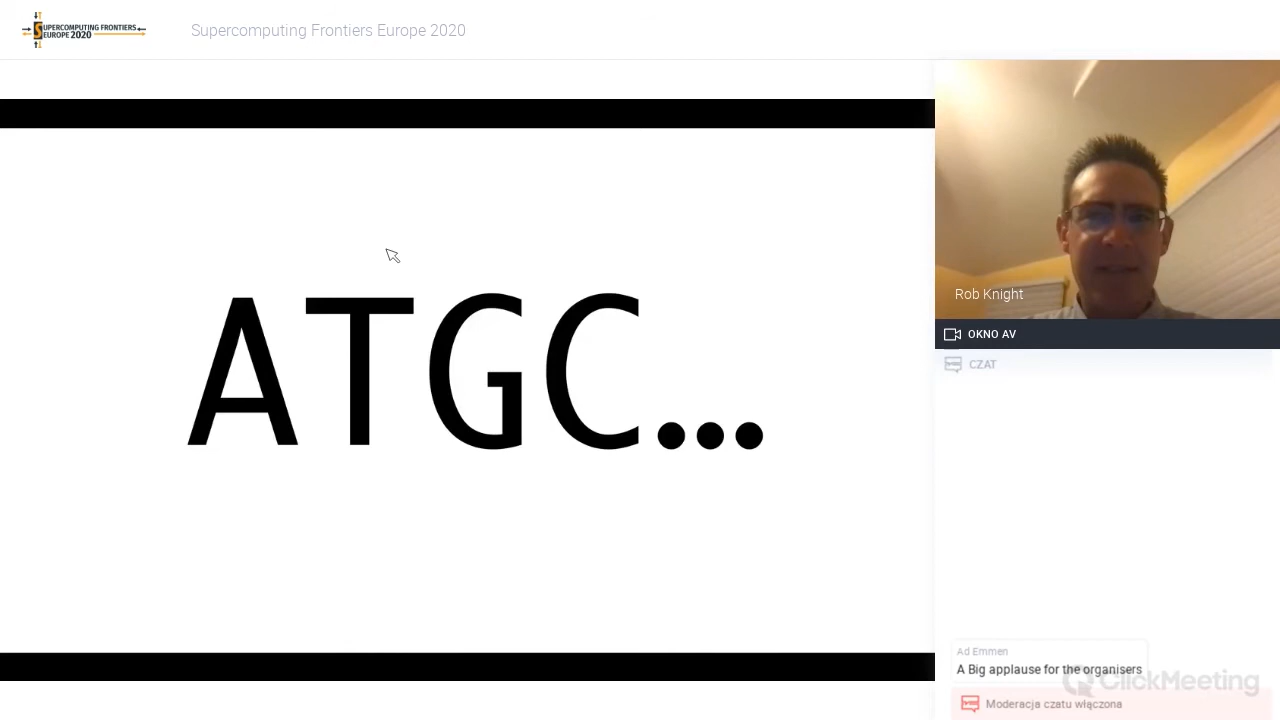 SUPERCOMPUTING FRONTIERS
EUROPE 2020
Supercomputing Frontiers Europe 2020
ATGC...
Rob Knight
OKNO AV
CZAT
Ad Emmen
A Big applause for the organisers
ClickMeeting
Moderacja czatu włączona